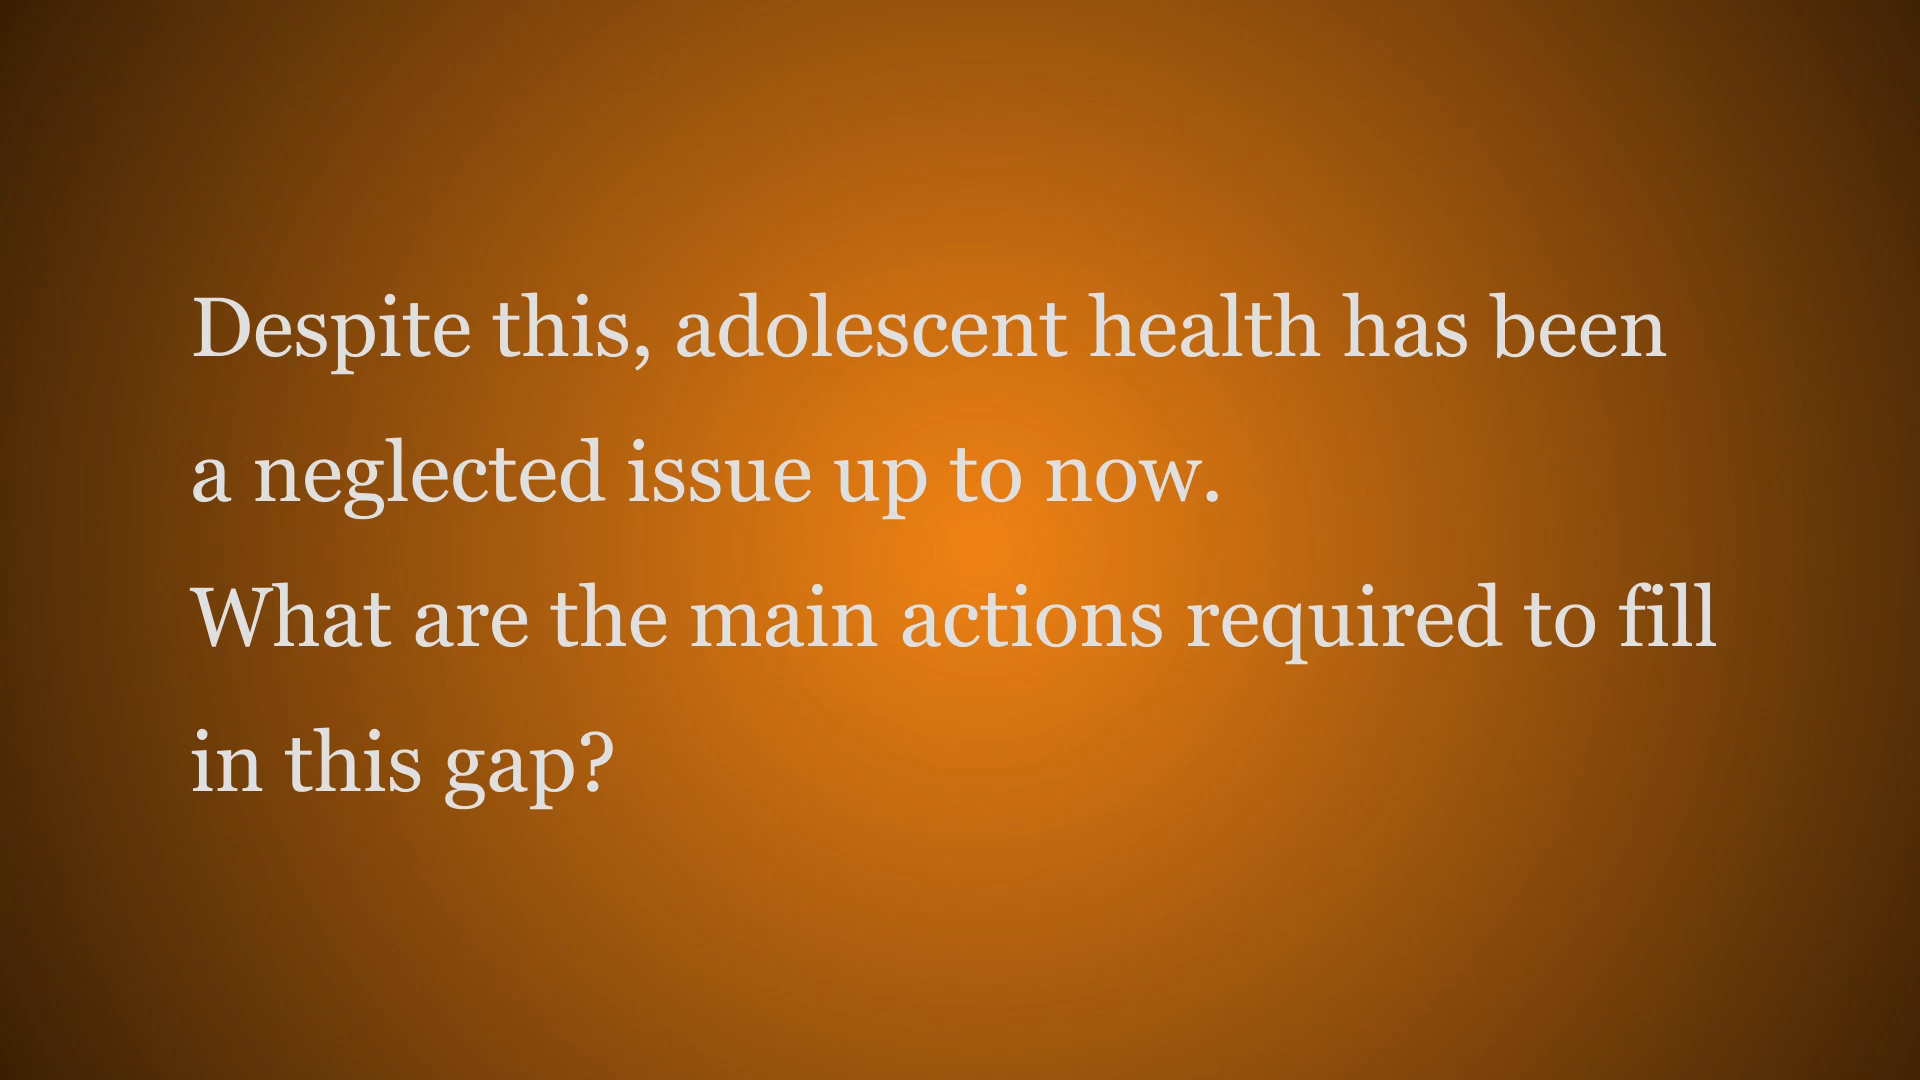 Despite this, adolescent health has been
a neglected issue up to now.
What are the main actions required to fill
in this gap?